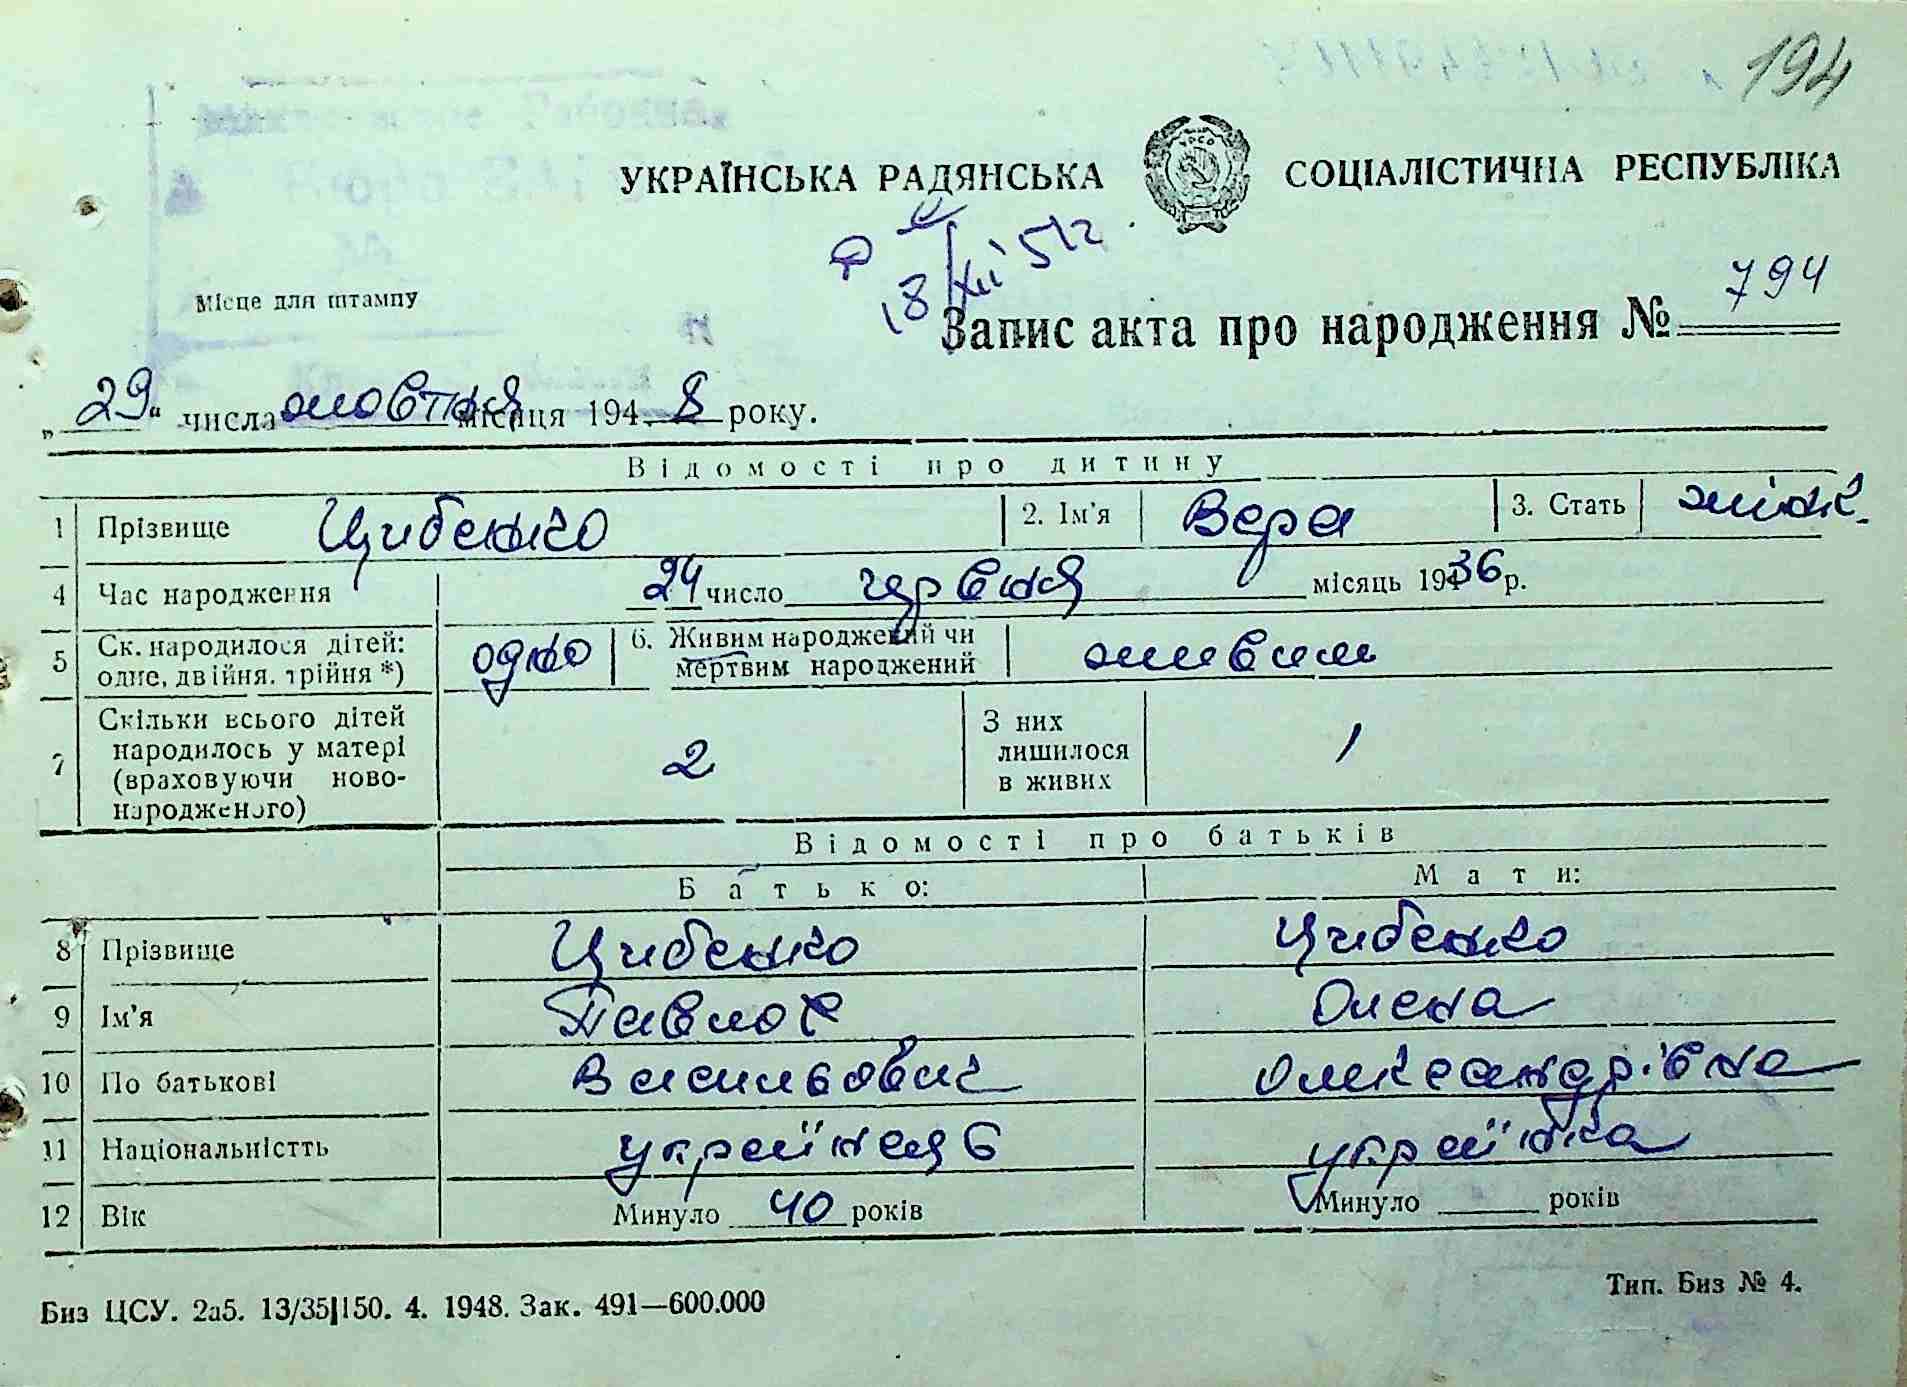 194
УКРАЇНСЬКА РАДЯНСЬКА СОЦІАЛІСТИЧНА РЕСПУБЛІКА
18/XII 51
Місце для штампу
Запис акта про народження № 794
„29“ числа жовтня місяця 1948 року.
Відомості про дитину
1 Прізвище Цибенко 2. Ім'я Вера 3. Стать жіноч.
4 Час народження 24 число червня місяць 1936 р.
5 Ск. народилося дітей: одне, двійня, трійня *) одно 6. Живим народжений чи мертвим народжений живим
7 Скільки всього дітей народилось у матері (враховуючи ново-народженого) 2 З них лишилося в живих 1
Відомості про батьків
Батько: Мати:
8 Прізвище Цибенко Цибенко
9 Ім'я Павло Олена
10 По батькові Васильович Олександрівна
11 Національністть українець українка
12 Вік Минуло 40 років Минуло ____ років
Биз ЦСУ. 2а5. 13/35|150. 4. 1948. Зак. 491—600.000
Тип. Биз № 4.